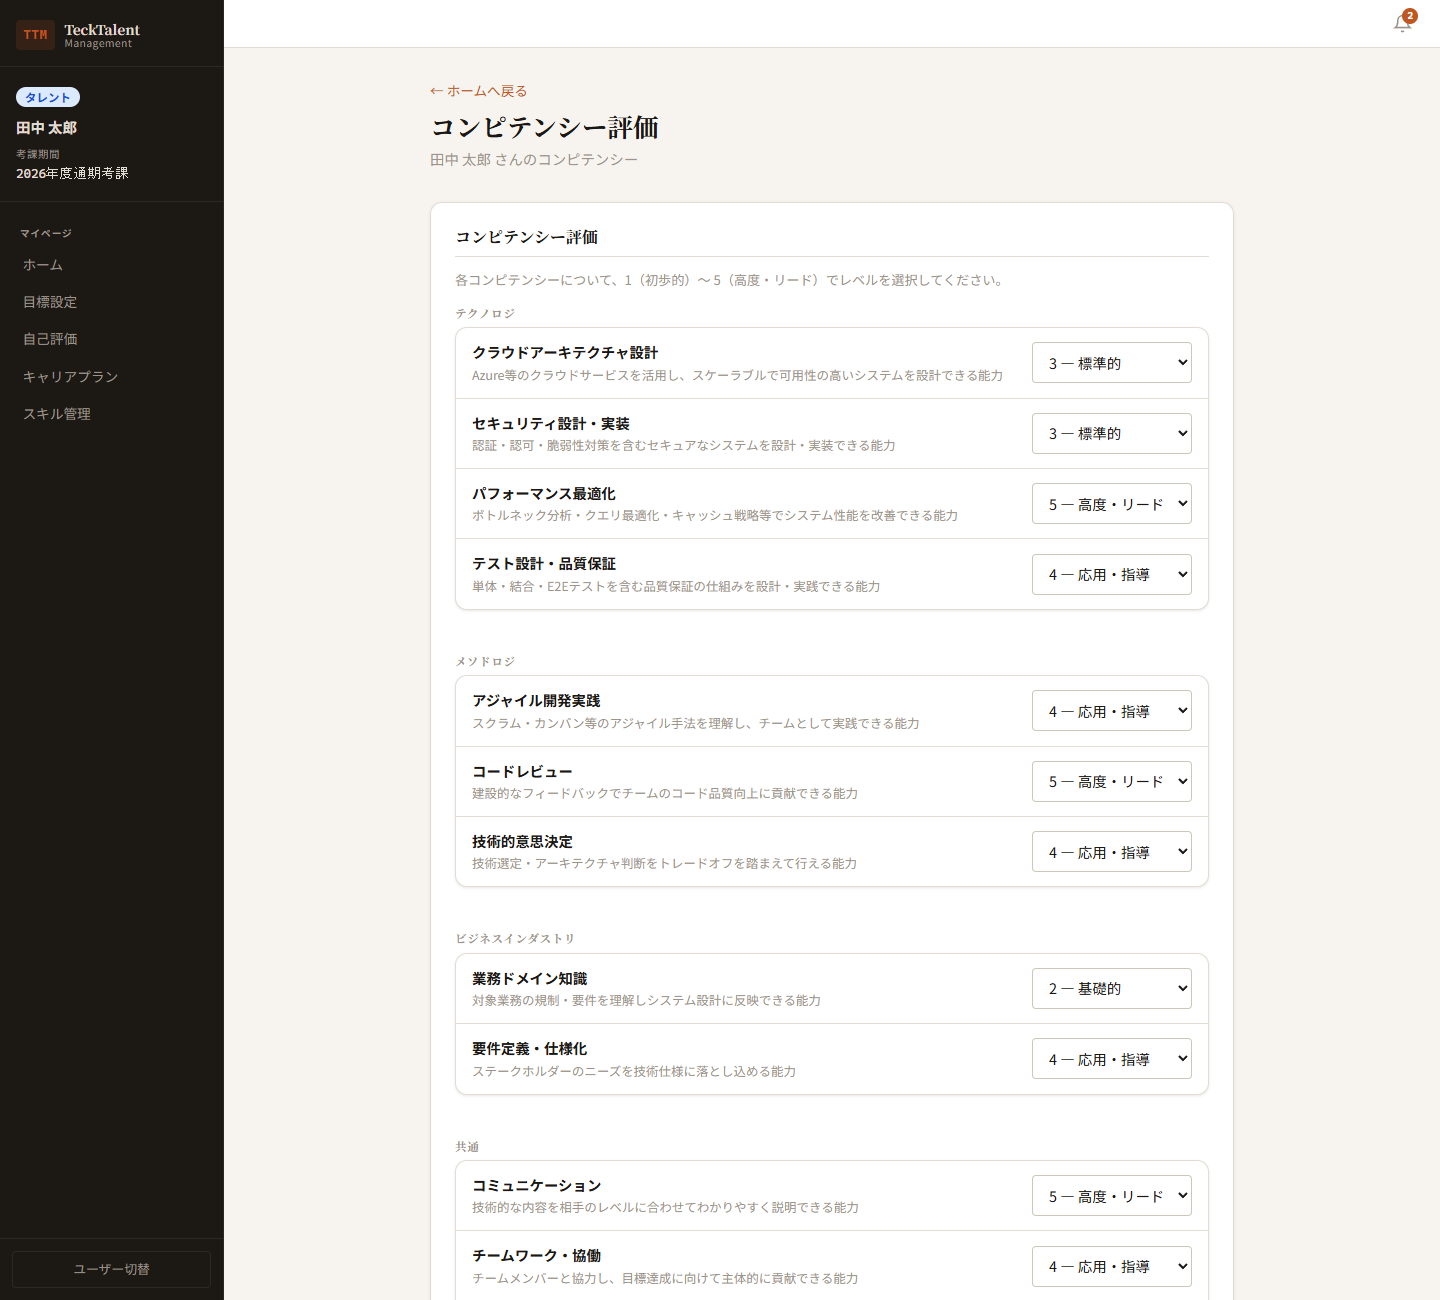 TTM
TeckTalent
Management
タレント
田中 太郎
考課期間
2026年度通期考課
マイページ
ホーム
目標設定
自己評価
キャリアプラン
スキル管理
ユーザー切替
2
← ホームへ戻る
コンピテンシー評価
田中 太郎 さんのコンピテンシー
コンピテンシー評価
各コンピテンシーについて、1（初歩的）～ 5（高度・リード）でレベルを選択してください。
テクノロジ
クラウドアーキテクチャ設計
Azure等のクラウドサービスを活用し、スケーラブルで可用性の高いシステムを設計できる能力
3 — 標準的
セキュリティ設計・実装
認証・認可・脆弱性対策を含むセキュアなシステムを設計・実装できる能力
3 — 標準的
パフォーマンス最適化
ボトルネック分析・クエリ最適化・キャッシュ戦略等でシステム性能を改善できる能力
5 — 高度・リード
テスト設計・品質保証
単体・結合・E2Eテストを含む品質保証の仕組みを設計・実践できる能力
4 — 応用・指導
メソドロジ
アジャイル開発実践
スクラム・カンバン等のアジャイル手法を理解し、チームとして実践できる能力
4 — 応用・指導
コードレビュー
建設的なフィードバックでチームのコード品質向上に貢献できる能力
5 — 高度・リード
技術的意思決定
技術選定・アーキテクチャ判断をトレードオフを踏まえて行える能力
4 — 応用・指導
ビジネスインダストリ
業務ドメイン知識
対象業務の規制・要件を理解しシステム設計に反映できる能力
2 — 基礎的
要件定義・仕様化
ステークホルダーのニーズを技術仕様に落とし込める能力
4 — 応用・指導
共通
コミュニケーション
技術的な内容を相手のレベルに合わせてわかりやすく説明できる能力
5 — 高度・リード
チームワーク・協働
チームメンバーと協力し、目標達成に向けて主体的に貢献できる能力
4 — 応用・指導